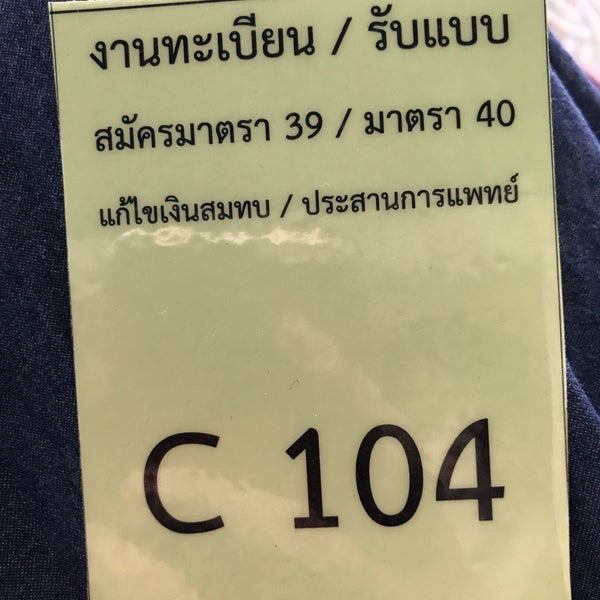 งานทะเบียน / รับแบบ
สมัครมาตรา 39 / มาตรา 40
แก้ไขเงินสมทบ / ประสานการแพทย์
C 104